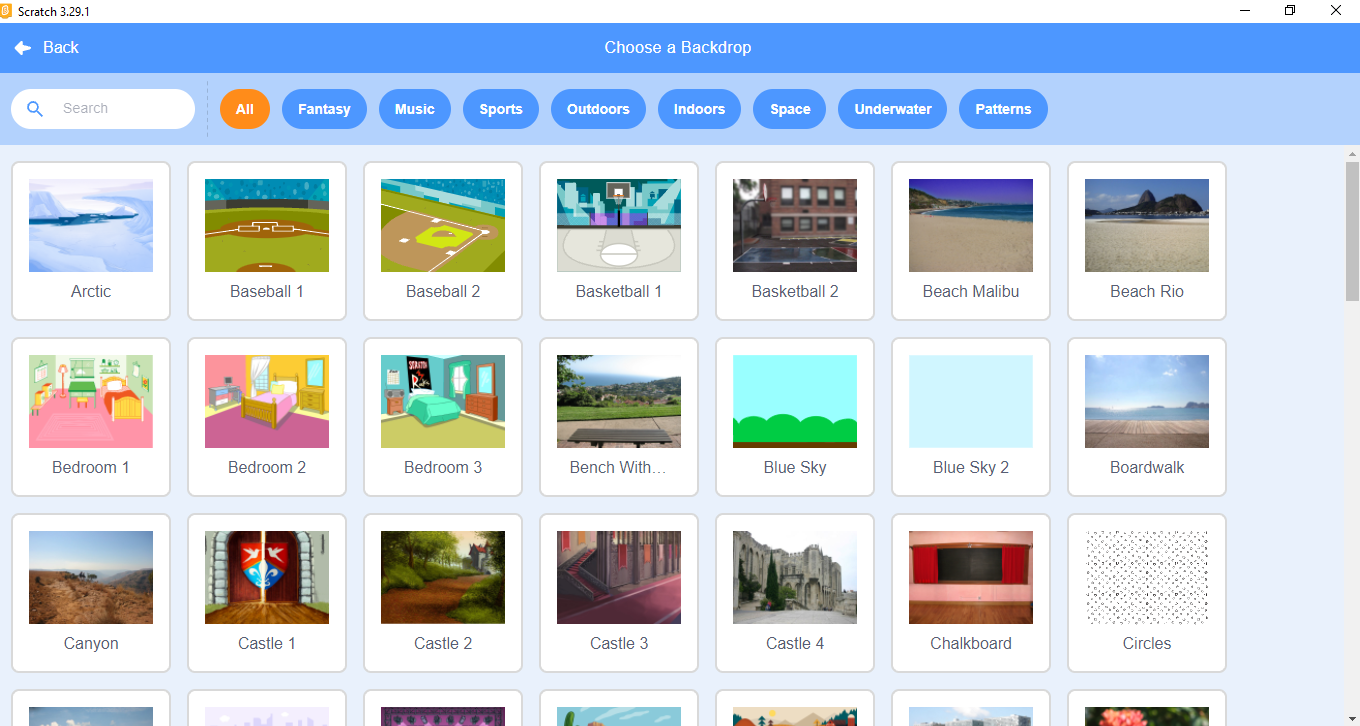 Scratch 3.29.1
Back
Choose a Backdrop
Search
All
Fantasy
Music
Sports
Outdoors
Indoors
Space
Underwater
Patterns
Arctic
Baseball 1
Baseball 2
Basketball 1
Basketball 2
Beach Malibu
Beach Rio
Bedroom 1
Bedroom 2
SCRATCH
Bedroom 3
Bench With...
Blue Sky
Blue Sky 2
Boardwalk
Canyon
Castle 1
Castle 2
Castle 3
Castle 4
Chalkboard
Circles